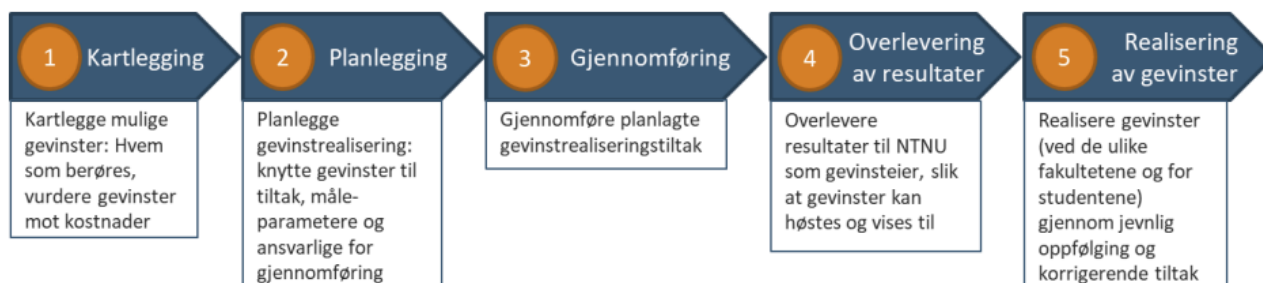 1 Kartlegging
Kartlegge mulige
gevinster: Hvem
som berøres,
vurdere gevinster
mot kostnader
2 Planlegging
Planlegge
gevinstrealisering:
knytte gevinster til
tiltak, måle-
parametere og
ansvarlige for
gjennomføring
3 Gjennomføring
Gjennomføre planlagte
gevinstrealiseringstiltak
4 Overlevering
av resultater
Overlevere
resultater til NTNU
som gevinsteier, slik
at gevinster kan
høstes og vises til
5 Realisering
av gevinster
Realisere gevinster
(ved de ulike
fakultetene og for
studentene)
gjennom jevnlig
oppfølging og
korrigerende tiltak